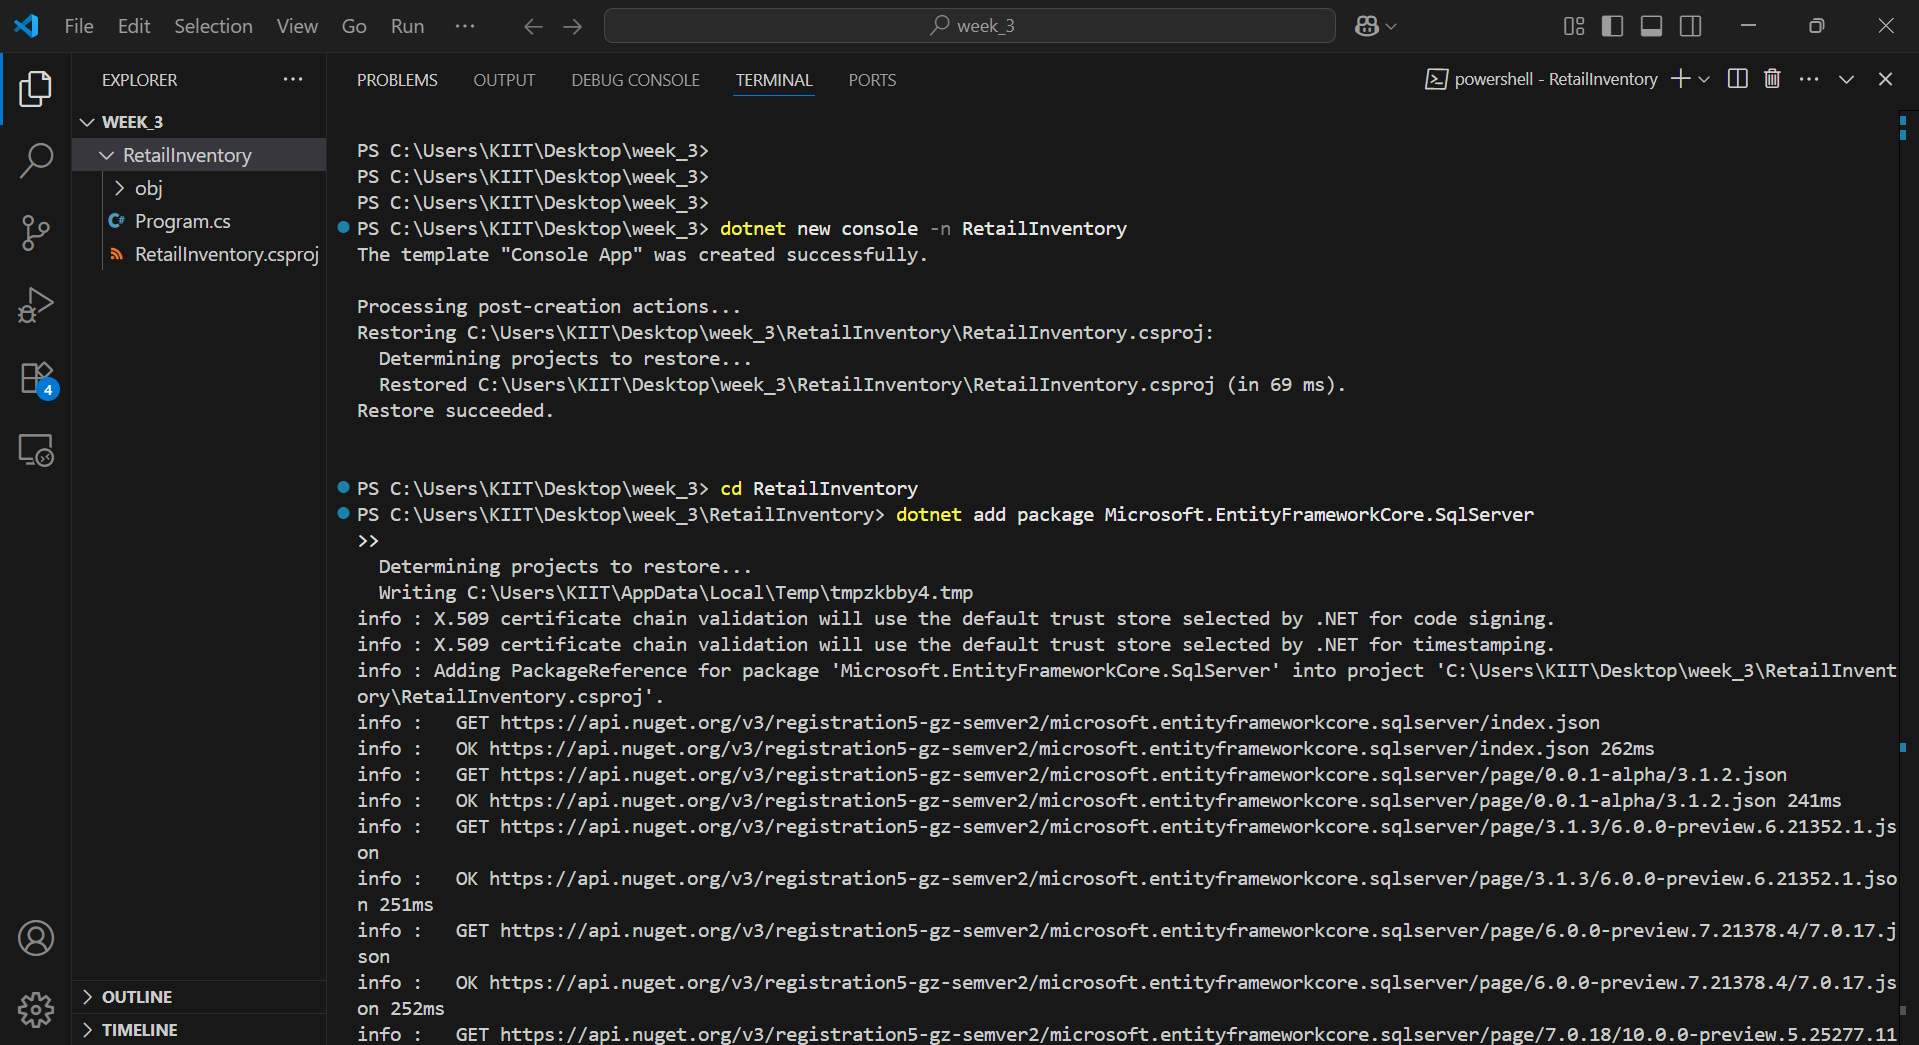 File Edit Selection View Go Run ··· week_3
EXPLORER ···
WEEK_3
RetailInventory
obj
C# Program.cs
RetailInventory.csproj
4
OUTLINE
TIMELINE
PROBLEMS OUTPUT DEBUG CONSOLE TERMINAL PORTS powershell - RetailInventory
PS C:\Users\KIIT\Desktop\week_3>
PS C:\Users\KIIT\Desktop\week_3>
PS C:\Users\KIIT\Desktop\week_3>
PS C:\Users\KIIT\Desktop\week_3> dotnet new console -n RetailInventory
The template "Console App" was created successfully.
Processing post-creation actions...
Restoring C:\Users\KIIT\Desktop\week_3\RetailInventory\RetailInventory.csproj:
Determining projects to restore...
Restored C:\Users\KIIT\Desktop\week_3\RetailInventory\RetailInventory.csproj (in 69 ms).
Restore succeeded.
PS C:\Users\KIIT\Desktop\week_3> cd RetailInventory
PS C:\Users\KIIT\Desktop\week_3\RetailInventory> dotnet add package Microsoft.EntityFrameworkCore.SqlServer
>>
Determining projects to restore...
Writing C:\Users\KIIT\AppData\Local\Temp\tmpzkbby4.tmp
info : X.509 certificate chain validation will use the default trust store selected by .NET for code signing.
info : X.509 certificate chain validation will use the default trust store selected by .NET for timestamping.
info : Adding PackageReference for package 'Microsoft.EntityFrameworkCore.SqlServer' into project 'C:\Users\KIIT\Desktop\week_3\RetailInvent
ory\RetailInventory.csproj'.
info :   GET https://api.nuget.org/v3/registration5-gz-semver2/microsoft.entityframeworkcore.sqlserver/index.json
info :   OK https://api.nuget.org/v3/registration5-gz-semver2/microsoft.entityframeworkcore.sqlserver/index.json 262ms
info :   GET https://api.nuget.org/v3/registration5-gz-semver2/microsoft.entityframeworkcore.sqlserver/page/0.0.1-alpha/3.1.2.json
info :   OK https://api.nuget.org/v3/registration5-gz-semver2/microsoft.entityframeworkcore.sqlserver/page/0.0.1-alpha/3.1.2.json 241ms
info :   GET https://api.nuget.org/v3/registration5-gz-semver2/microsoft.entityframeworkcore.sqlserver/page/3.1.3/6.0.0-preview.6.21352.1.js
on
info :   OK https://api.nuget.org/v3/registration5-gz-semver2/microsoft.entityframeworkcore.sqlserver/page/3.1.3/6.0.0-preview.6.21352.1.jso
n 251ms
info :   GET https://api.nuget.org/v3/registration5-gz-semver2/microsoft.entityframeworkcore.sqlserver/page/6.0.0-preview.7.21378.4/7.0.17.j
son
info :   OK https://api.nuget.org/v3/registration5-gz-semver2/microsoft.entityframeworkcore.sqlserver/page/6.0.0-preview.7.21378.4/7.0.17.js
on 252ms
info :   GET https://api.nuget.org/v3/registration5-gz-semver2/microsoft.entityframeworkcore.sqlserver/page/7.0.18/10.0.0-preview.5.25277.11